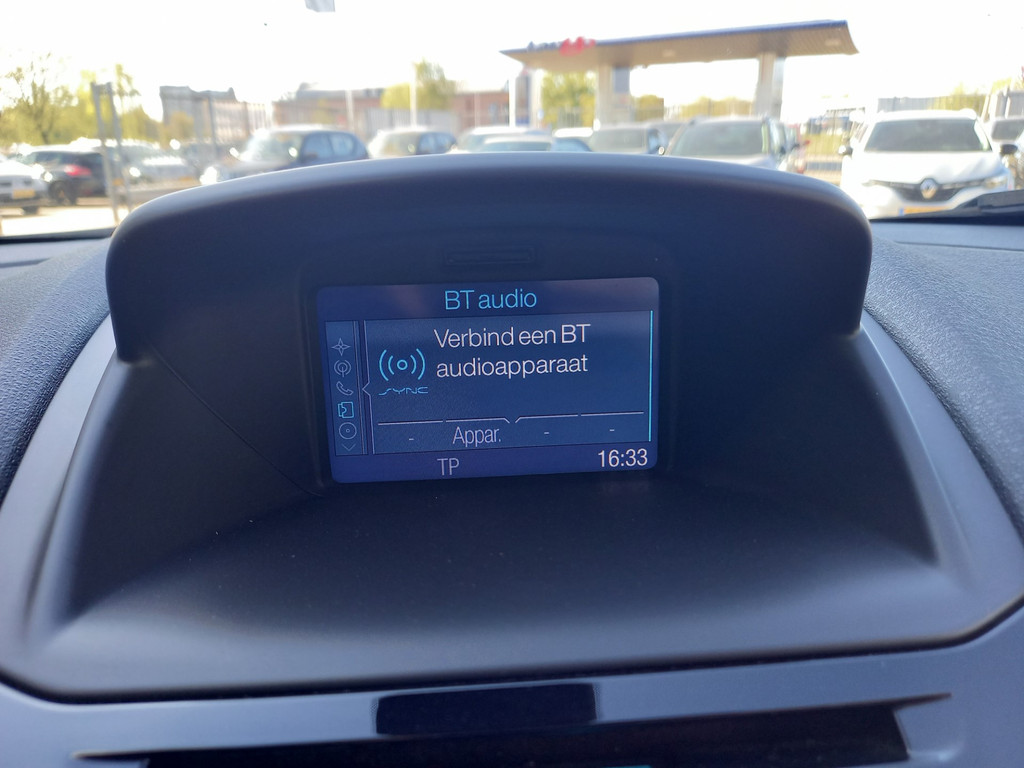 BT audio
Verbind een BT
audioapparaat
SYNC
- Appar. - -
TP 16:33